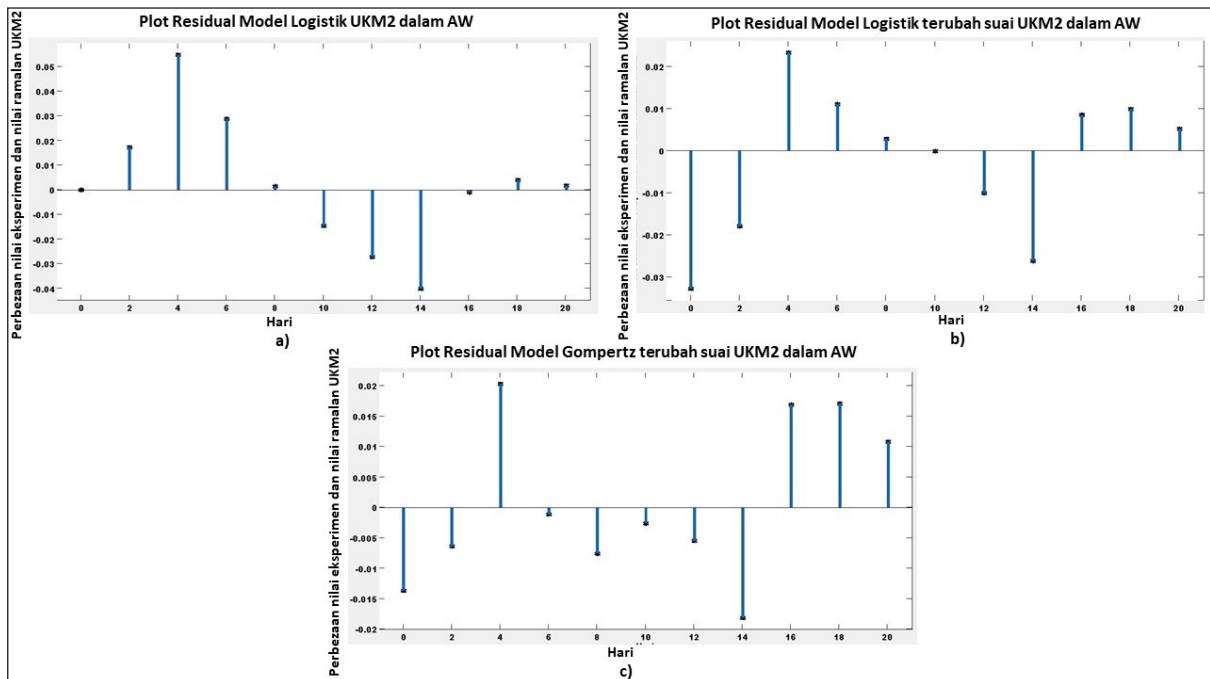 Plot Residual Model Logistik UKM2 dalam AW
Perbezaan nilai eksperimen dan nilai ramalan UKM2
0.05
0.04
0.03
0.02
0.01
0
-0.01
-0.02
-0.03
-0.04
0 2 4 6 8 10 12 14 16 18 20
Hari
a)
Plot Residual Model Logistik terubah suai UKM2 dalam AW
Perbezaan nilai eksperimen dan nilai ramalan UKM2
0.02
0.01
0
-0.01
-0.02
-0.03
0 2 4 6 8 10 12 14 16 18 20
Hari
b)
Plot Residual Model Gompertz terubah suai UKM2 dalam AW
Perbezaan nilai eksperimen dan nilai ramalan UKM2
0.02
0.015
0.01
0.005
0
-0.005
-0.01
-0.015
-0.02
0 2 4 6 8 10 12 14 16 18 20
Hari
c)